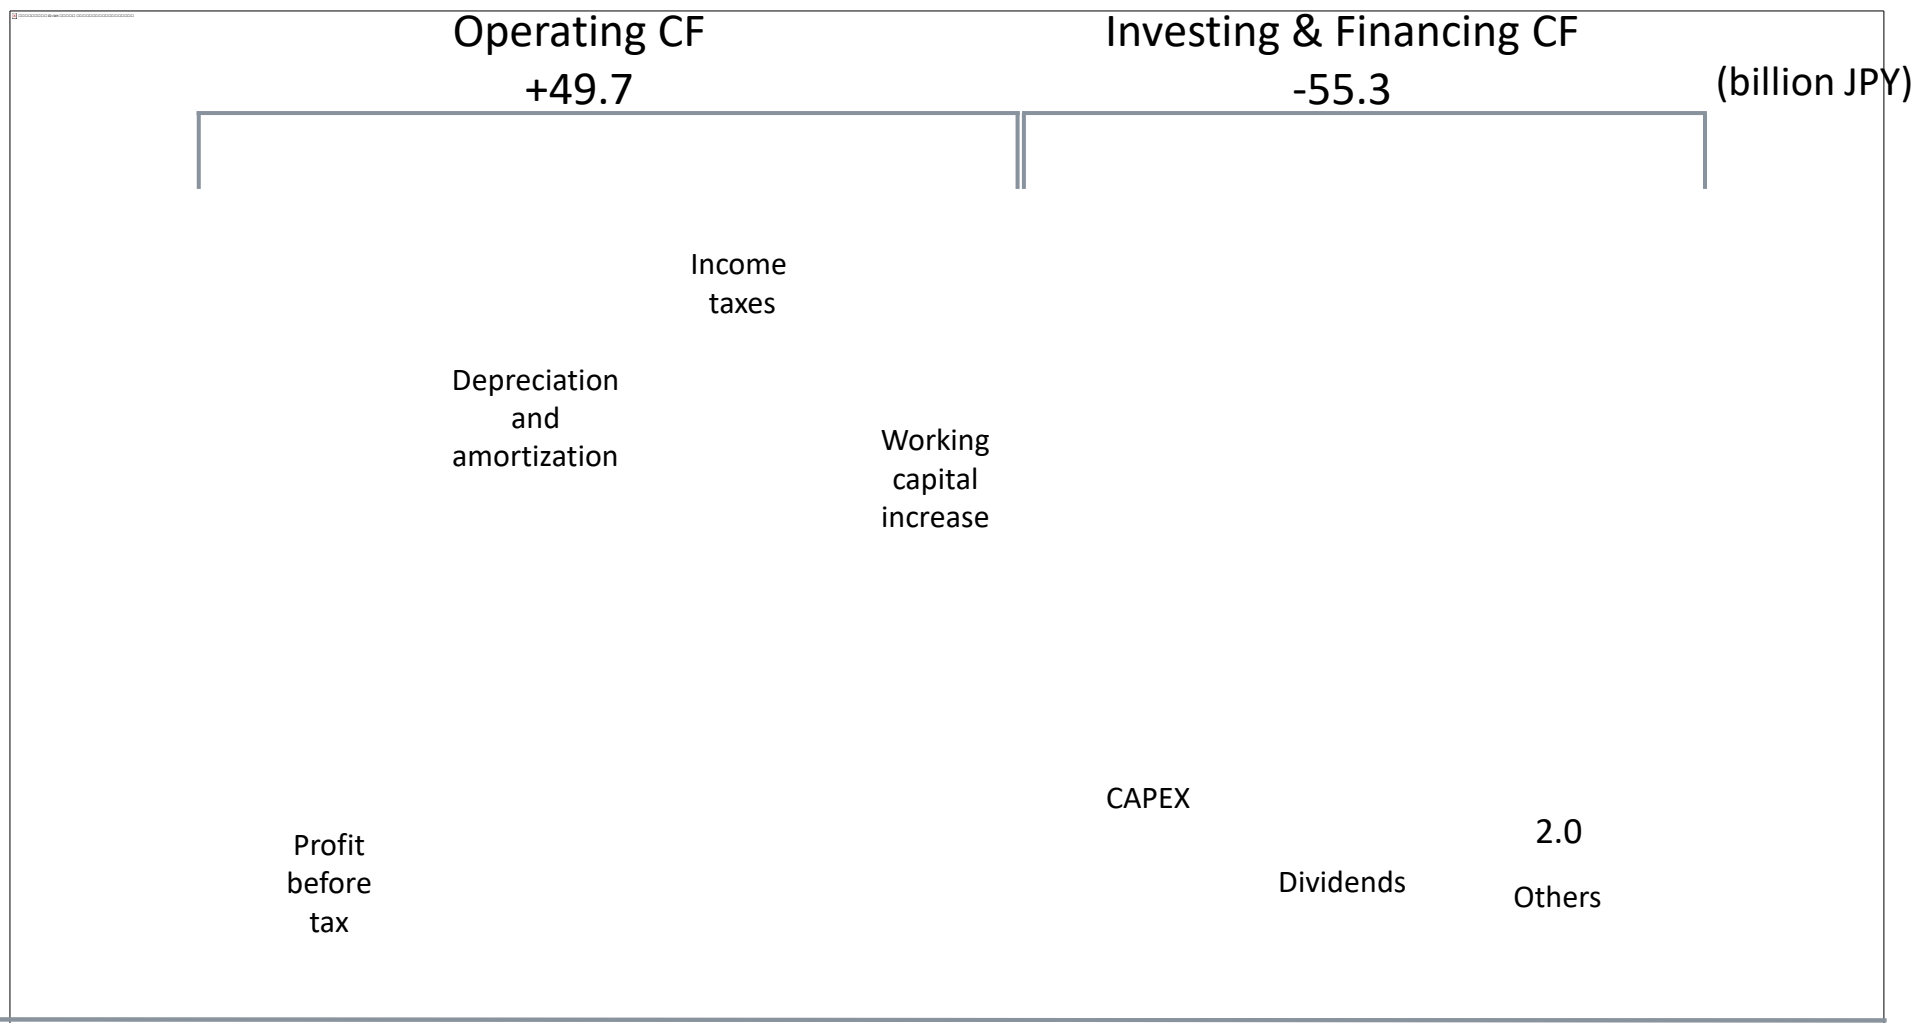 Operating CF
+49.7
Investing & Financing CF
-55.3
(billion JPY)
Income
taxes
Depreciation
and
amortization
Working
capital
increase
CAPEX
2.0
Dividends
Others
Profit
before
tax